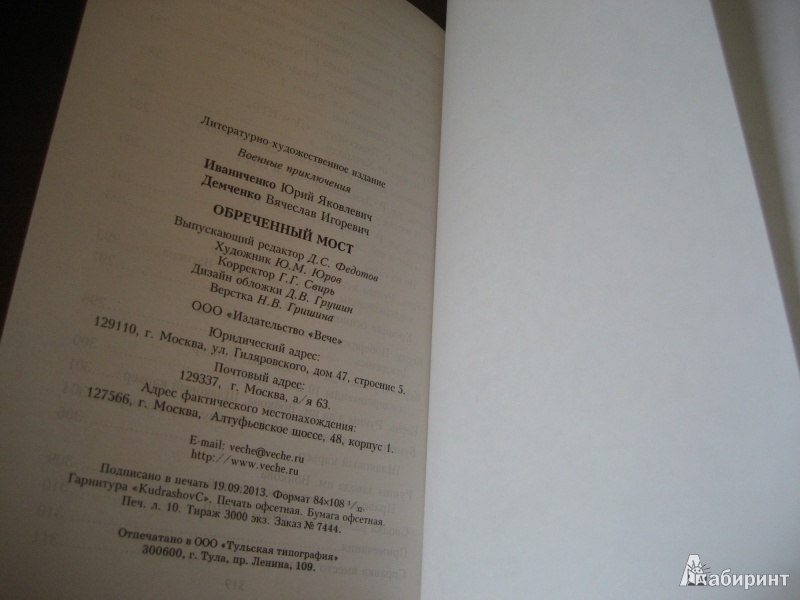 Литературно-художественное издание
Военные приключения
Иваниченко Юрий Яковлевич
Демченко Вячеслав Игоревич
ОБРЕЧЕННЫЙ МОСТ
Выпускающий редактор Д.С. Федотов
Художник Ю.М. Юров
Корректор Г.Г. Свирь
Дизайн обложки Д.В. Грушин
Верстка Н.В. Гришина
ООО «Издательство «Вече»
Юридический адрес:
129110, г. Москва, ул. Гиляровского, дом 47, строение 5.
Почтовый адрес:
129337, г. Москва, а/я 63.
Адрес фактического местонахождения:
127566, г. Москва, Алтуфьевское шоссе, 48, корпус 1.
E-mail: veche@veche.ru
http://www.veche.ru
Подписано в печать 19.09.2013. Формат 84×108 1/32.
Гарнитура «KudrashovC». Печать офсетная. Бумага офсетная.
Печ. л. 10. Тираж 3000 экз. Заказ № 7444.
Отпечатано в ООО «Тульская типография»
300600, г. Тула, пр. Ленина, 109.
Лабиринт